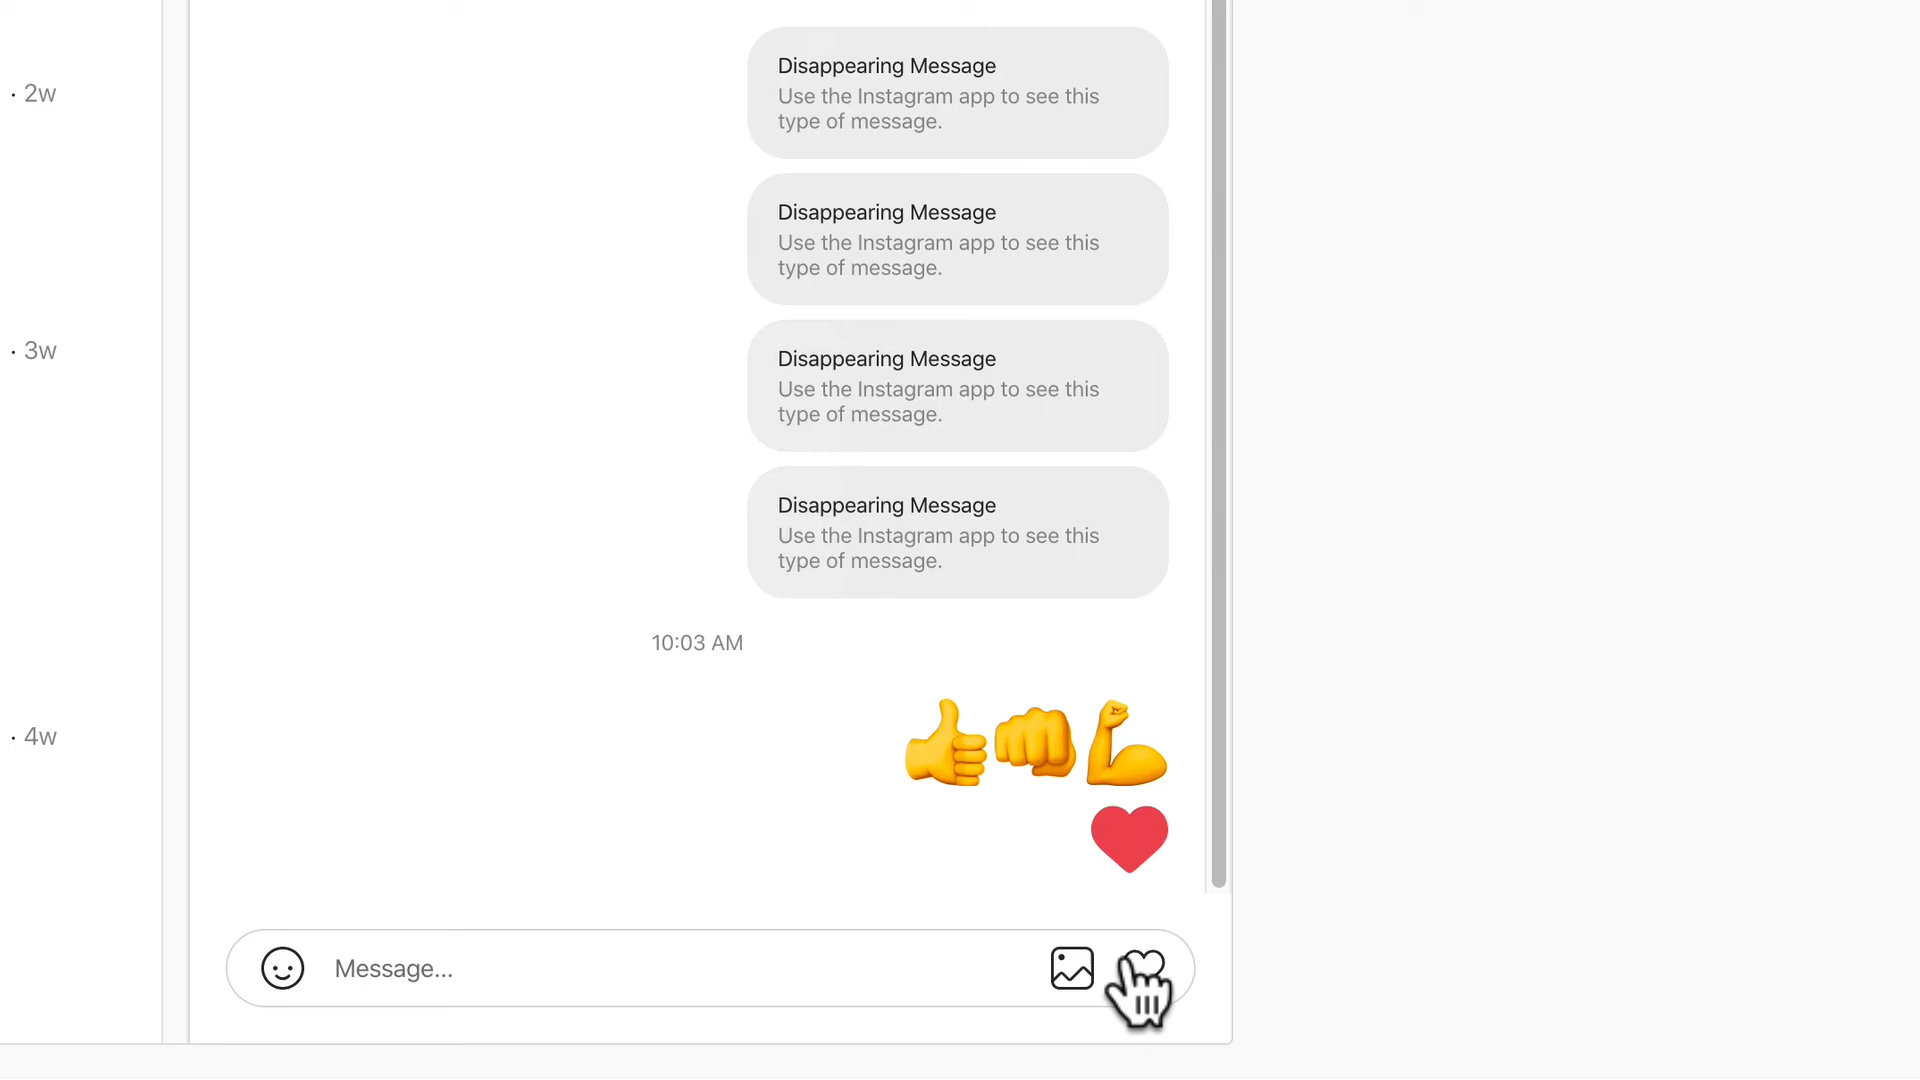 · 2w
· 3w
· 4w
Disappearing Message
Use the Instagram app to see this
type of message.
Disappearing Message
Use the Instagram app to see this
type of message.
Disappearing Message
Use the Instagram app to see this
type of message.
Disappearing Message
Use the Instagram app to see this
type of message.
10:03 AM
👍👊💪
❤️
Message...